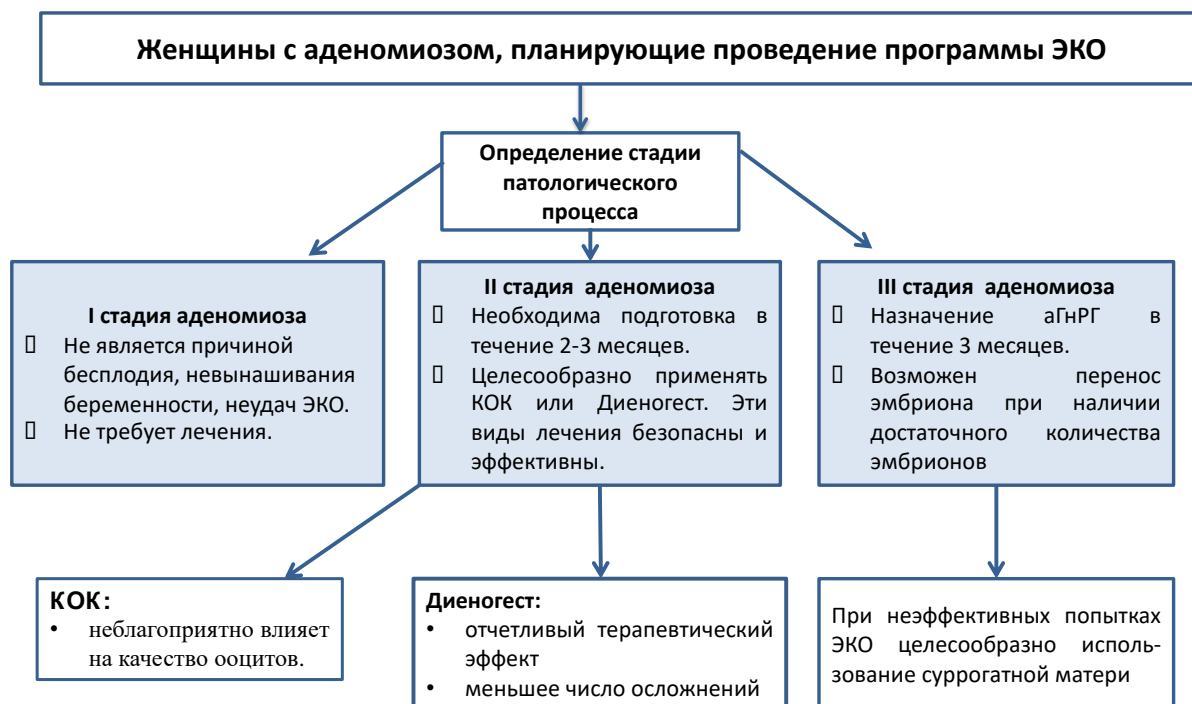 Женщины с аденомиозом, планирующие проведение программы ЭКО
Определение стадии
патологического
процесса
I стадия аденомиоза
▯ Не является причиной
бесплодия, невынашивания
беременности, неудач ЭКО.
▯ Не требует лечения.
II стадия аденомиоза
▯ Необходима подготовка в
течение 2-3 месяцев.
▯ Целесообразно применять
КОК или Диеногест. Эти
виды лечения безопасны и
эффективны.
III стадия аденомиоза
▯ Назначение аГнРГ в
течение 3 месяцев.
▯ Возможен перенос
эмбриона при наличии
достаточного количества
эмбрионов
КОК:
• неблагоприятно влияет
на качество ооцитов.
Диеногест:
• отчетливый терапевтический
эффект
• меньшее число осложнений
При неэффективных попытках
ЭКО целесообразно исполь-
зование суррогатной матери